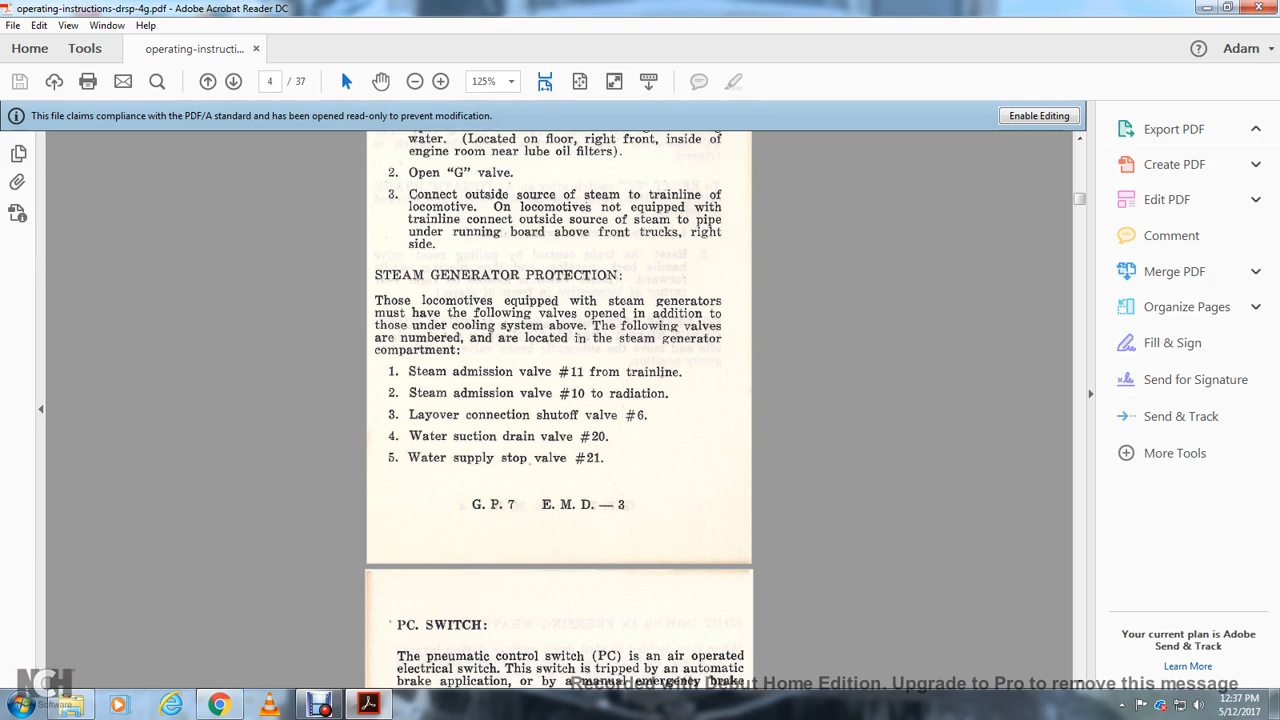 operating-instructions-drsp-4g.pdf - Adobe Acrobat Reader DC
File Edit View Window Help
Home Tools operating-instructi... Adam
4 / 37 125%
This file claims compliance with the PDF/A standard and has been opened read-only to prevent modification. Enable Editing
water. (Located on floor, right front, inside of
engine room near lube oil filters).
2. Open “G” valve.
3. Connect outside source of steam to trainline of
locomotive. On locomotives not equipped with
trainline connect outside source of steam to pipe
under running board above front trucks, right
side.
STEAM GENERATOR PROTECTION:
Those locomotives equipped with steam generators
must have the following valves opened in addition to
those under cooling system above. The following valves
are numbered, and are located in the steam generator
compartment:
1. Steam admission valve #11 from trainline.
2. Steam admission valve #10 to radiation.
3. Layover connection shutoff valve #6.
4. Water suction drain valve #20.
5. Water supply stop valve #21.
G. P. 7 E. M. D. — 3
PC. SWITCH:
The pneumatic control switch (PC) is an air operated
electrical switch. This switch is tripped by an automatic
brake application, or by a manual emergency brake
Export PDF
Create PDF
Edit PDF
Comment
Merge PDF
Organize Pages
Fill & Sign
Send for Signature
Send & Track
More Tools
Your current plan is Adobe
Send & Track
Learn More
NCH Software
Recorded with Debut Home Edition. Upgrade to Pro to remove this message
12:37 PM
5/12/2017